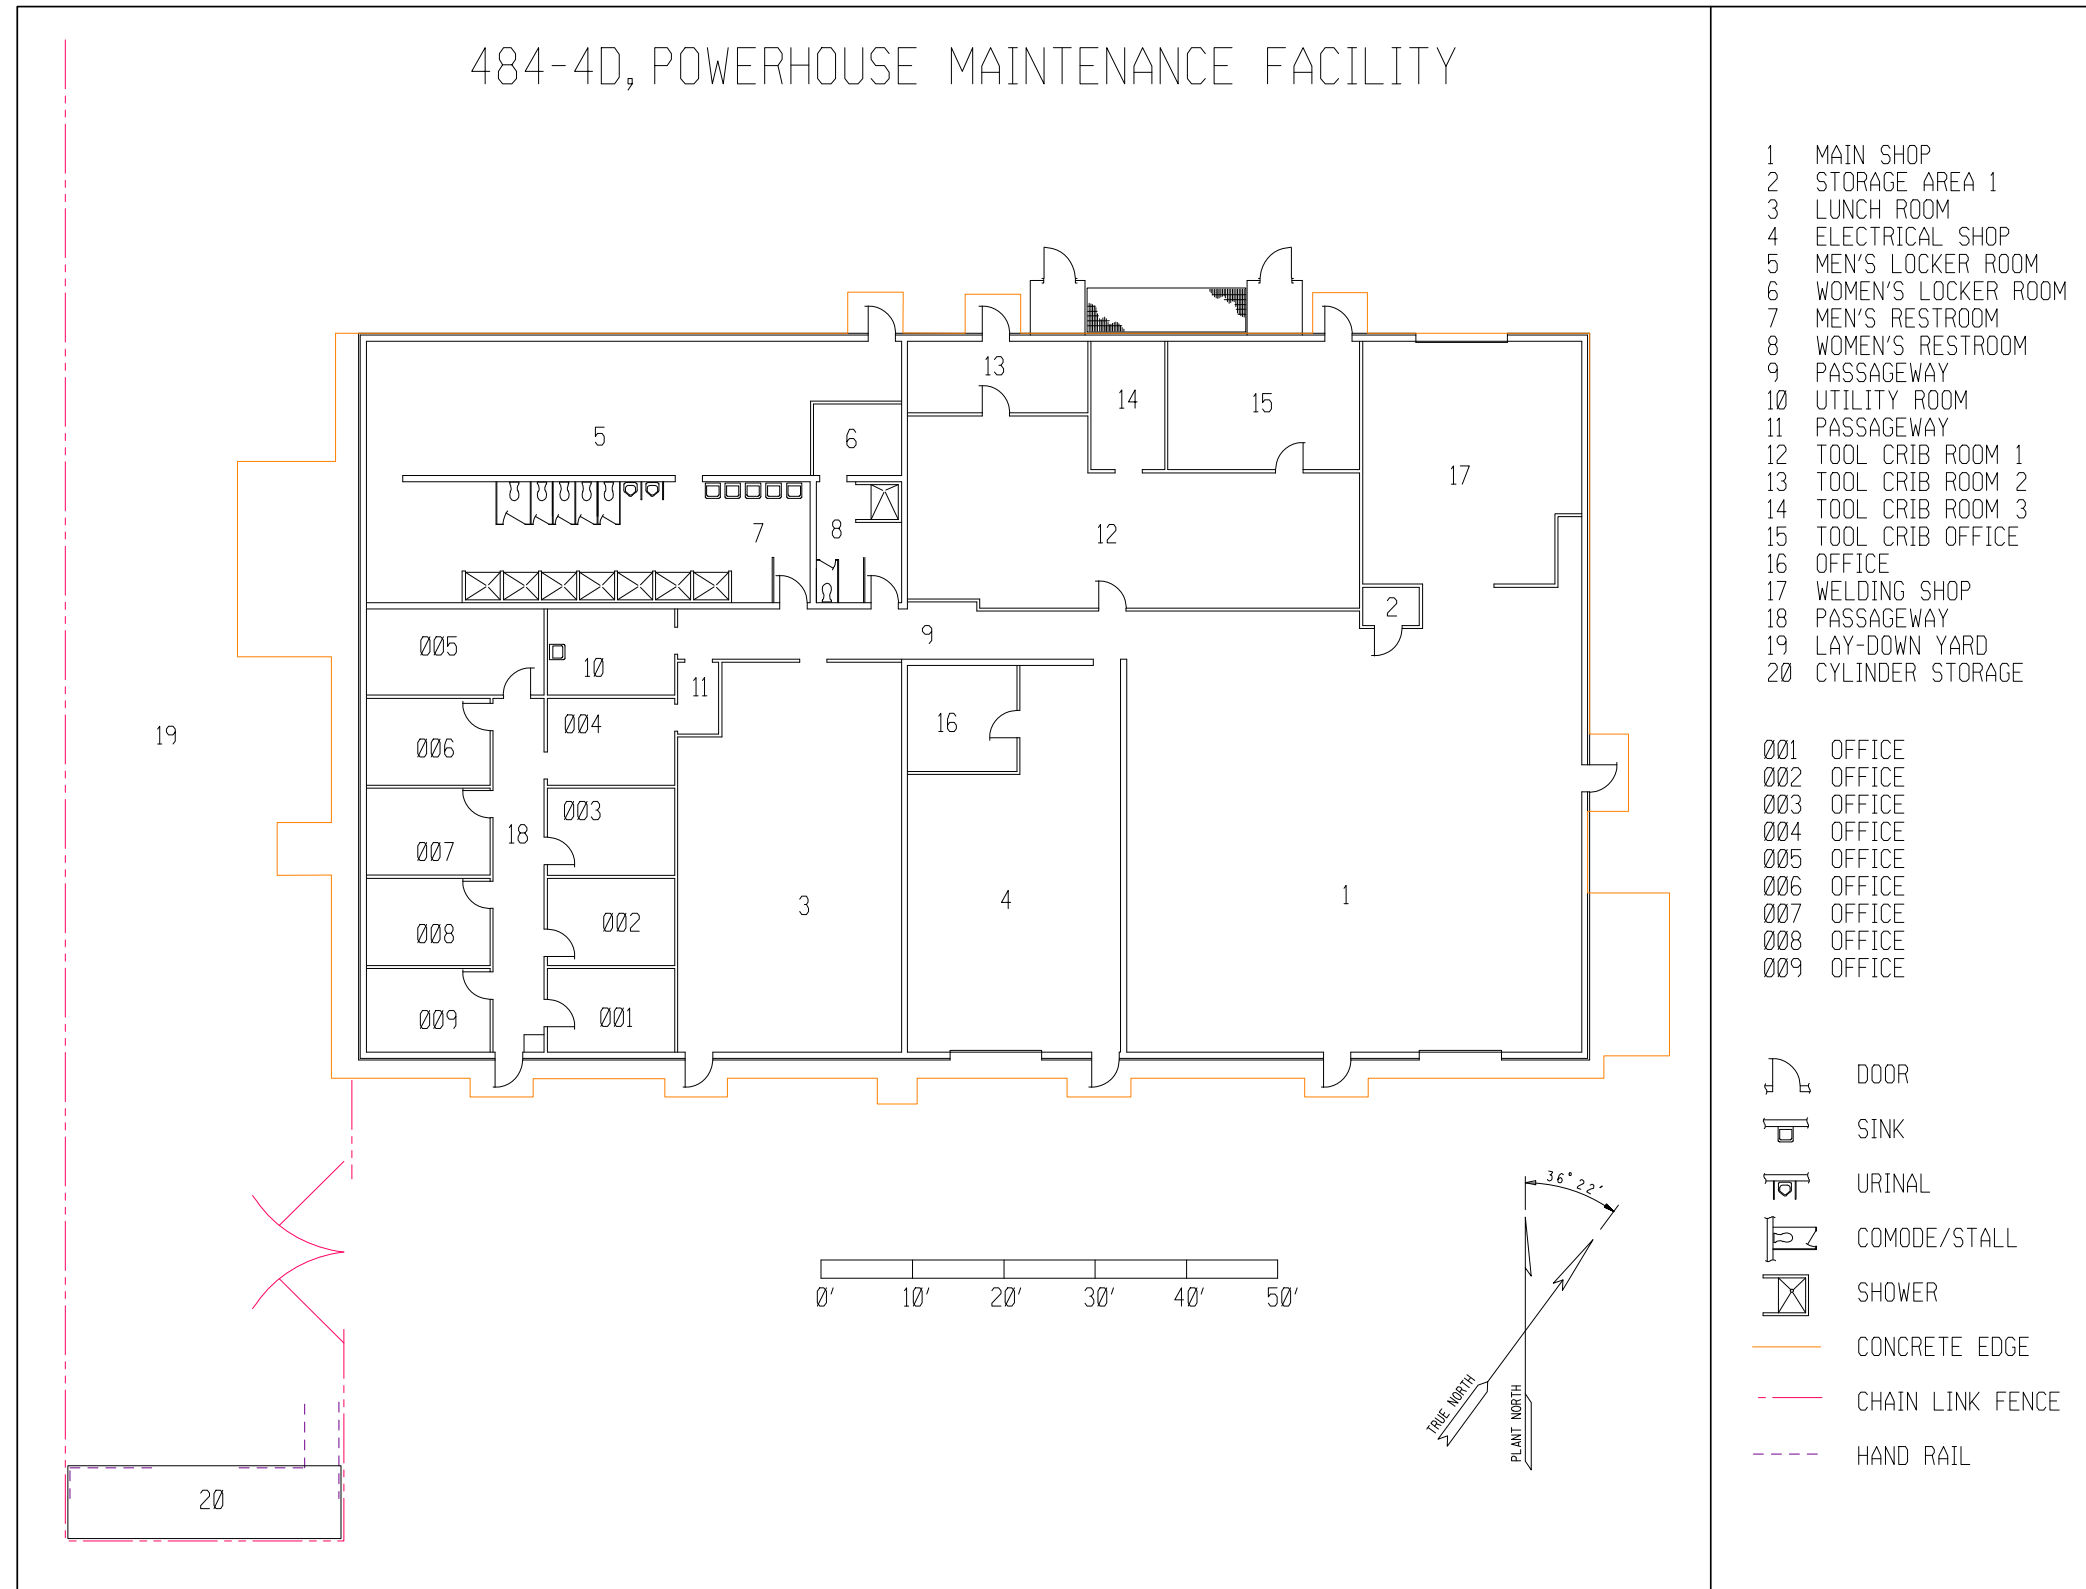 484-4D, POWERHOUSE MAINTENANCE FACILITY
1 MAIN SHOP
2 STORAGE AREA 1
3 LUNCH ROOM
4 ELECTRICAL SHOP
5 MEN'S LOCKER ROOM
6 WOMEN'S LOCKER ROOM
7 MEN'S RESTROOM
8 WOMEN'S RESTROOM
9 PASSAGEWAY
10 UTILITY ROOM
11 PASSAGEWAY
12 TOOL CRIB ROOM 1
13 TOOL CRIB ROOM 2
14 TOOL CRIB ROOM 3
15 TOOL CRIB OFFICE
16 OFFICE
17 WELDING SHOP
18 PASSAGEWAY
19 LAY-DOWN YARD
20 CYLINDER STORAGE
001 OFFICE
002 OFFICE
003 OFFICE
004 OFFICE
005 OFFICE
006 OFFICE
007 OFFICE
008 OFFICE
009 OFFICE
DOOR
SINK
URINAL
COMODE/STALL
SHOWER
CONCRETE EDGE
CHAIN LINK FENCE
HAND RAIL
13
14
15
5
6
17
7
8
12
2
9
005
10
11
16
004
19
006
003
18
007
3
4
1
002
008
001
009
36° 22'
0' 10' 20' 30' 40' 50'
TRUE NORTH
PLANT NORTH
20